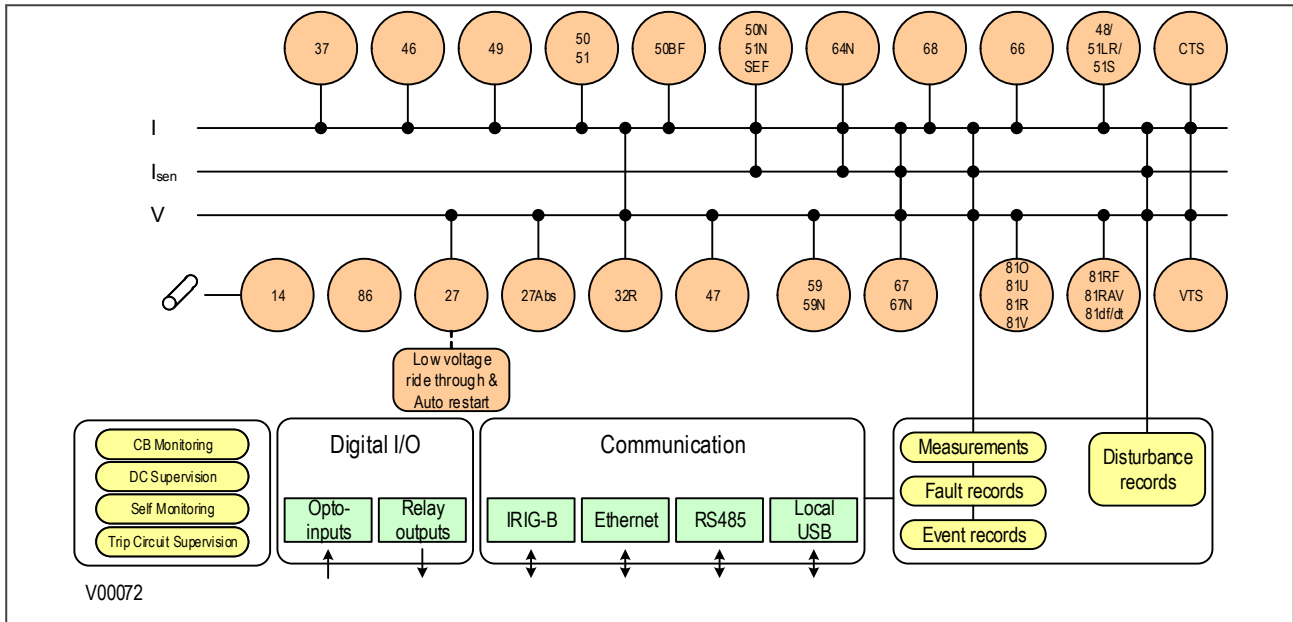 37
46
49
50
51
50BF
50N
51N
SEF
64N
68
66
48/
51LR/
51S
CTS
I
Isen
V
14
86
27
27Abs
32R
47
59
59N
67
67N
81O
81U
81R
81V
81RF
81RAV
81df/dt
VTS
Low voltage
ride through &
Auto restart
CB Monitoring
DC Supervision
Self Monitoring
Trip Circuit Supervision
Digital I/O
Opto-
inputs
Relay
outputs
Communication
IRIG-B
Ethernet
RS485
Local
USB
Measurements
Fault records
Event records
Disturbance
records
V00072